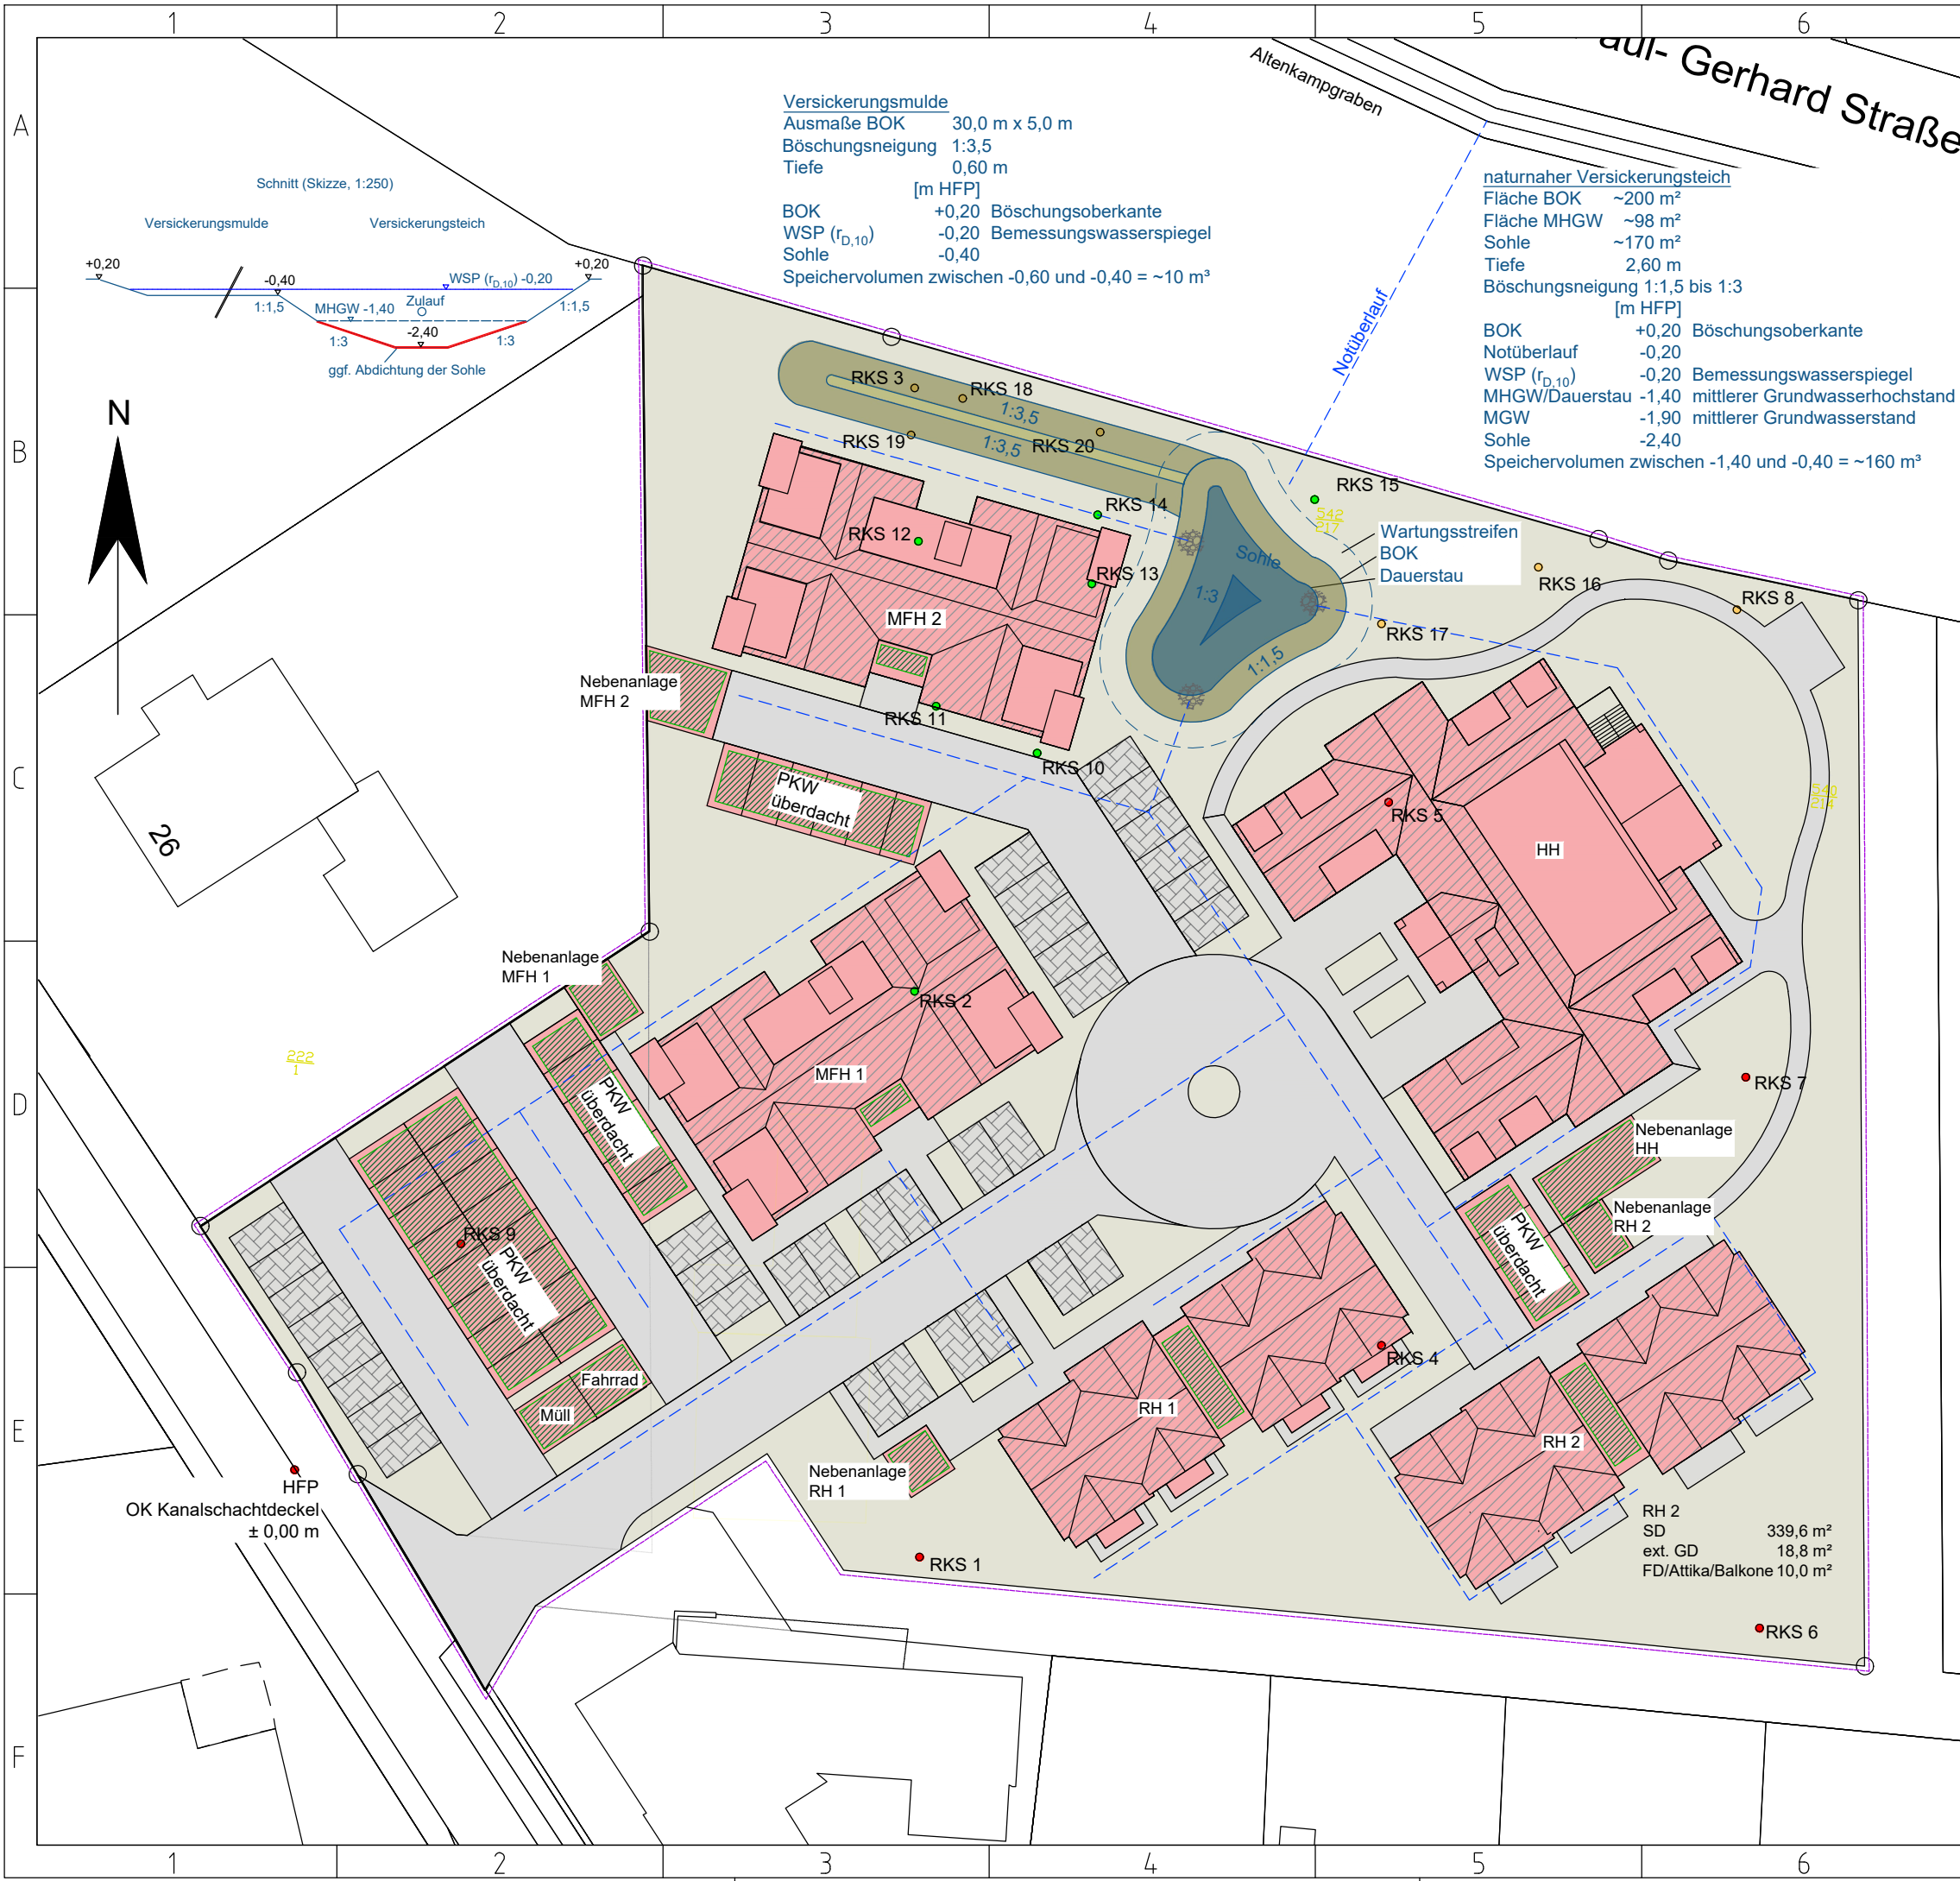 1 2 3 4 5 6
A
B
C
D
E
F
aul- Gerhard Straße
Altenkampgraben
Versickerungsmulde
Ausmaße BOK 30,0 m x 5,0 m
Böschungsneigung 1:3,5
Tiefe 0,60 m
[m HFP]
BOK +0,20 Böschungsoberkante
WSP (rD,10) -0,20 Bemessungswasserspiegel
Sohle -0,40
Speichervolumen zwischen -0,60 und -0,40 = ~10 m³
naturnaher Versickerungsteich
Fläche BOK ~200 m²
Fläche MHGW ~98 m²
Sohle ~170 m²
Tiefe 2,60 m
Böschungsneigung 1:1,5 bis 1:3
[m HFP]
BOK +0,20 Böschungsoberkante
Notüberlauf -0,20
WSP (rD,10) -0,20 Bemessungswasserspiegel
MHGW/Dauerstau -1,40 mittlerer Grundwasserhochstand
MGW -1,90 mittlerer Grundwasserstand
Sohle -2,40
Speichervolumen zwischen -1,40 und -0,40 = ~160 m³
Schnitt (Skizze, 1:250)
Versickerungsmulde Versickerungsteich
+0,20
-0,40
WSP (rD,10) -0,20
+0,20
1:1,5
MHGW -1,40
Zulauf
1:1,5
1:3
-2,40
1:3
ggf. Abdichtung der Sohle
N
Notüberlauf
RKS 3
RKS 18
1:3,5
RKS 19
1:3,5
RKS 20
RKS 15
RKS 14
542
217
RKS 12
Wartungsstreifen
BOK
Dauerstau
Sohle
1:3
RKS 13
RKS 16
RKS 8
MFH 2
RKS 17
1:1,5
Nebenanlage
MFH 2
RKS 11
RKS 10
PKW
überdacht
26
RKS 5
HH
Nebenanlage
MFH 1
RKS 2
222
1
MFH 1
RKS 7
PKW
überdacht
Nebenanlage
HH
Nebenanlage
RH 2
RKS 9
PKW
überdacht
PKW
überdacht
RKS 4
Fahrrad
Müll
RH 1
RH 2
Nebenanlage
RH 1
HFP
OK Kanalschachtdeckel
± 0,00 m
RKS 1
RH 2
SD 339,6 m²
ext. GD 18,8 m²
FD/Attika/Balkone 10,0 m²
RKS 6
A
B
C
D
E
F
1 2 3 4 5 6